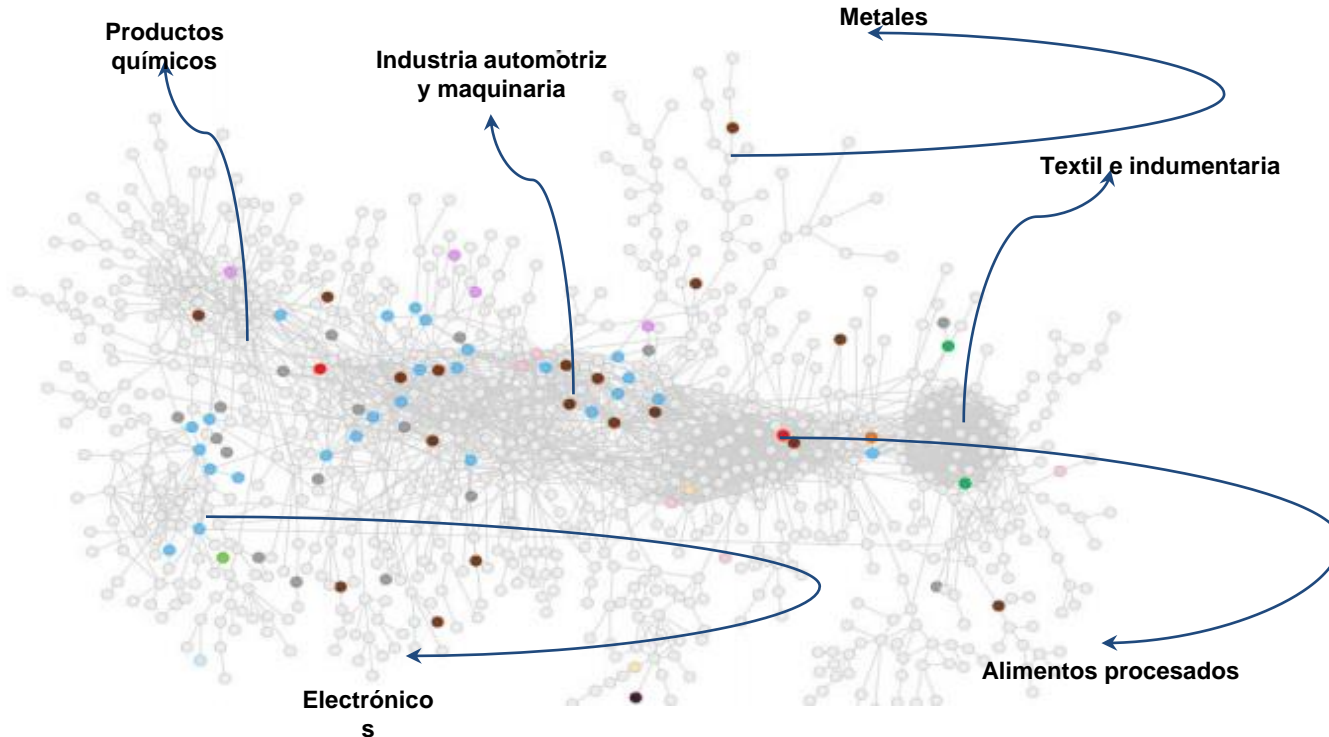 Metales
Productos
químicos
Industria automotriz
y maquinaria
Textil e indumentaria
Alimentos procesados
Electrónico
s